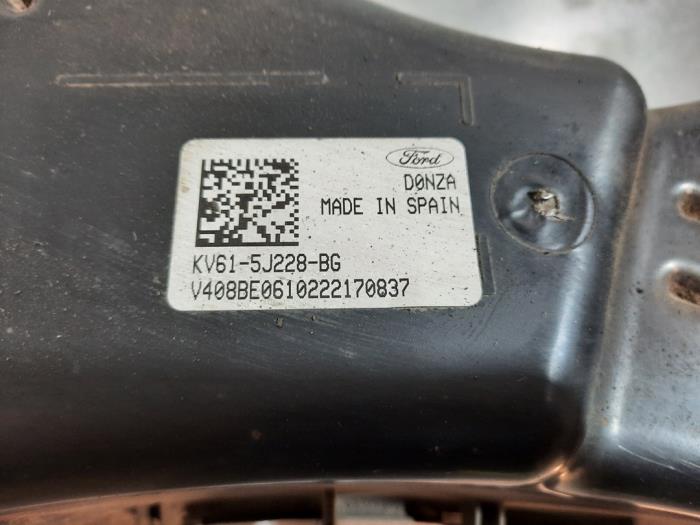 Ford
D0NZA
MADE IN SPAIN
KV61-5J228-BG
V408BE0610222170837